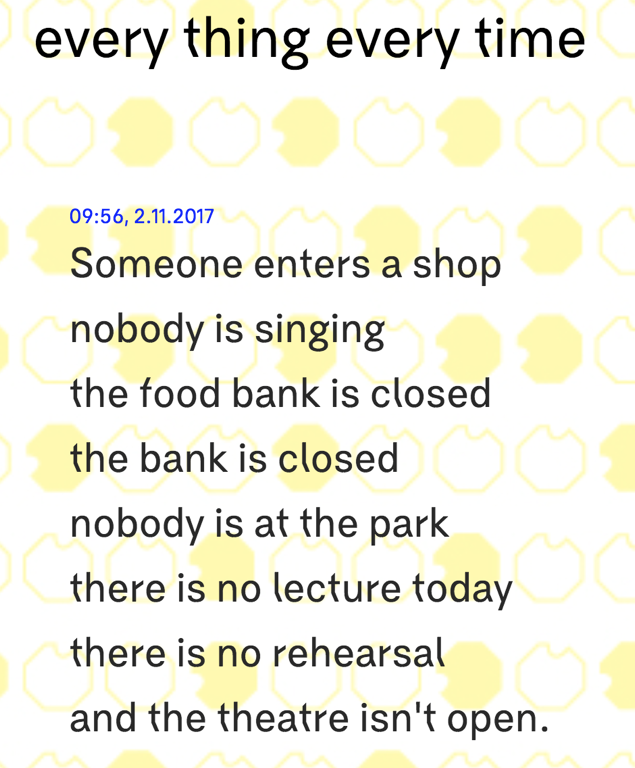 every thing every time
09:56, 2.11.2017
Someone enters a shop
nobody is singing
the food bank is closed
the bank is closed
nobody is at the park
there is no lecture today
there is no rehearsal
and the theatre isn't open.